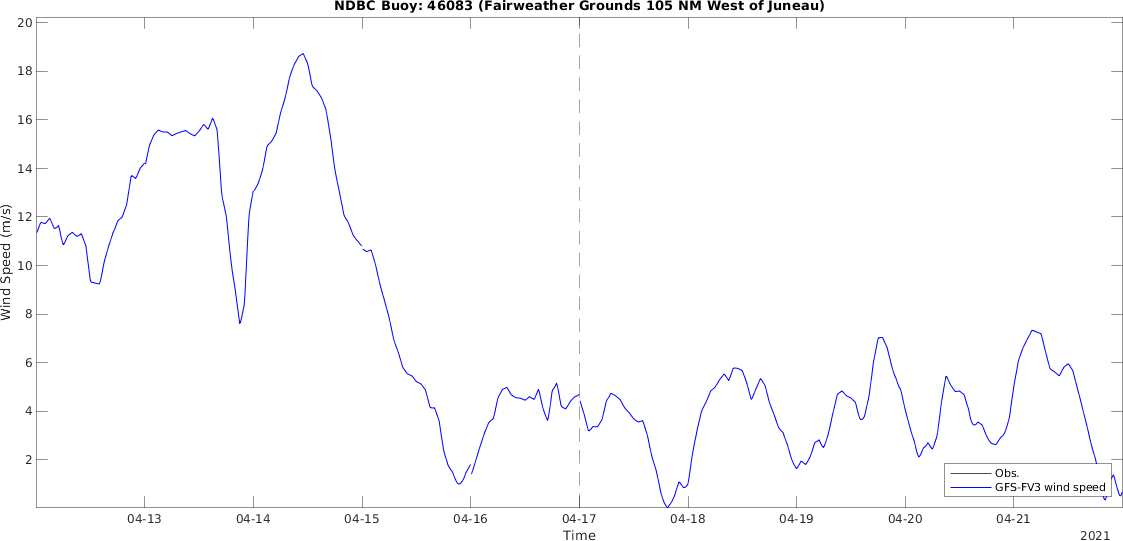 NDBC Buoy: 46083 (Fairweather Grounds 105 NM West of Juneau)
20
18
16
14
12
10
8
6
4
2
Wind Speed (m/s)
04-13 04-14 04-15 04-16 04-17 04-18 04-19 04-20 04-21
Time
2021
Obs.
GFS-FV3 wind speed